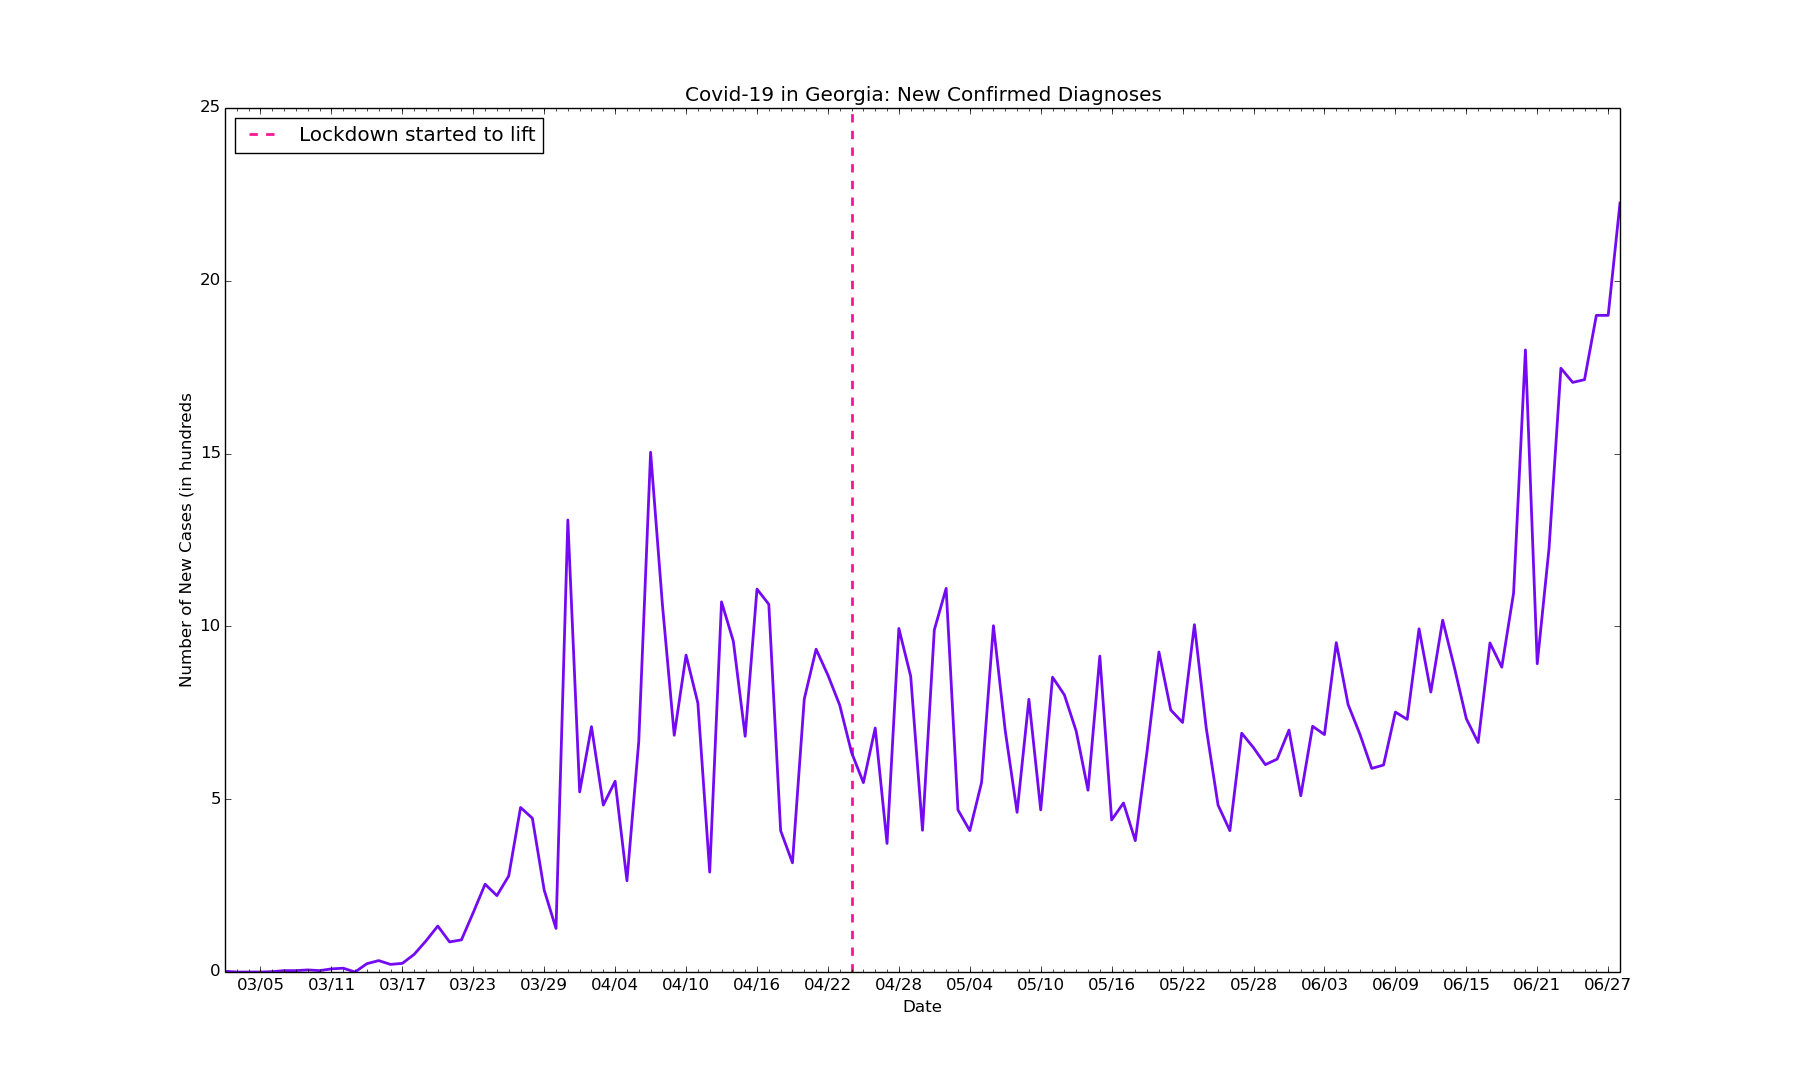 Covid-19 in Georgia: New Confirmed Diagnoses
Lockdown started to lift
Number of New Cases (in hundreds
25
20
15
10
5
0
03/05 03/11 03/17 03/23 03/29 04/04 04/10 04/16 04/22 04/28 05/04 05/10 05/16 05/22 05/28 06/03 06/09 06/15 06/21 06/27
Date